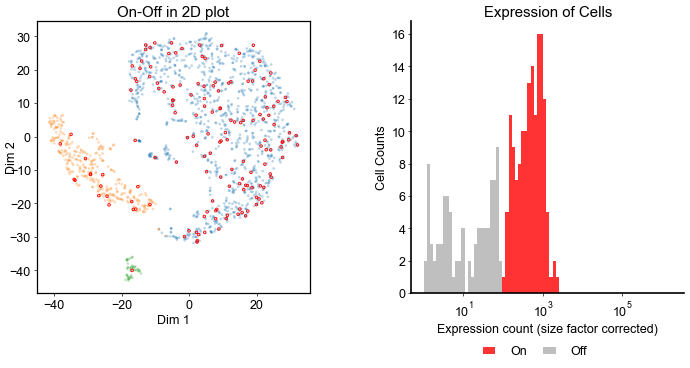 On-Off in 2D plot
30
20
10
0
−10
−20
−30
−40
Dim 2
−40 −20 0 20
Dim 1
Expression of Cells
16
14
12
10
8
6
4
2
0
Cell Counts
10^1 10^3 10^5
Expression count (size factor corrected)
On Off